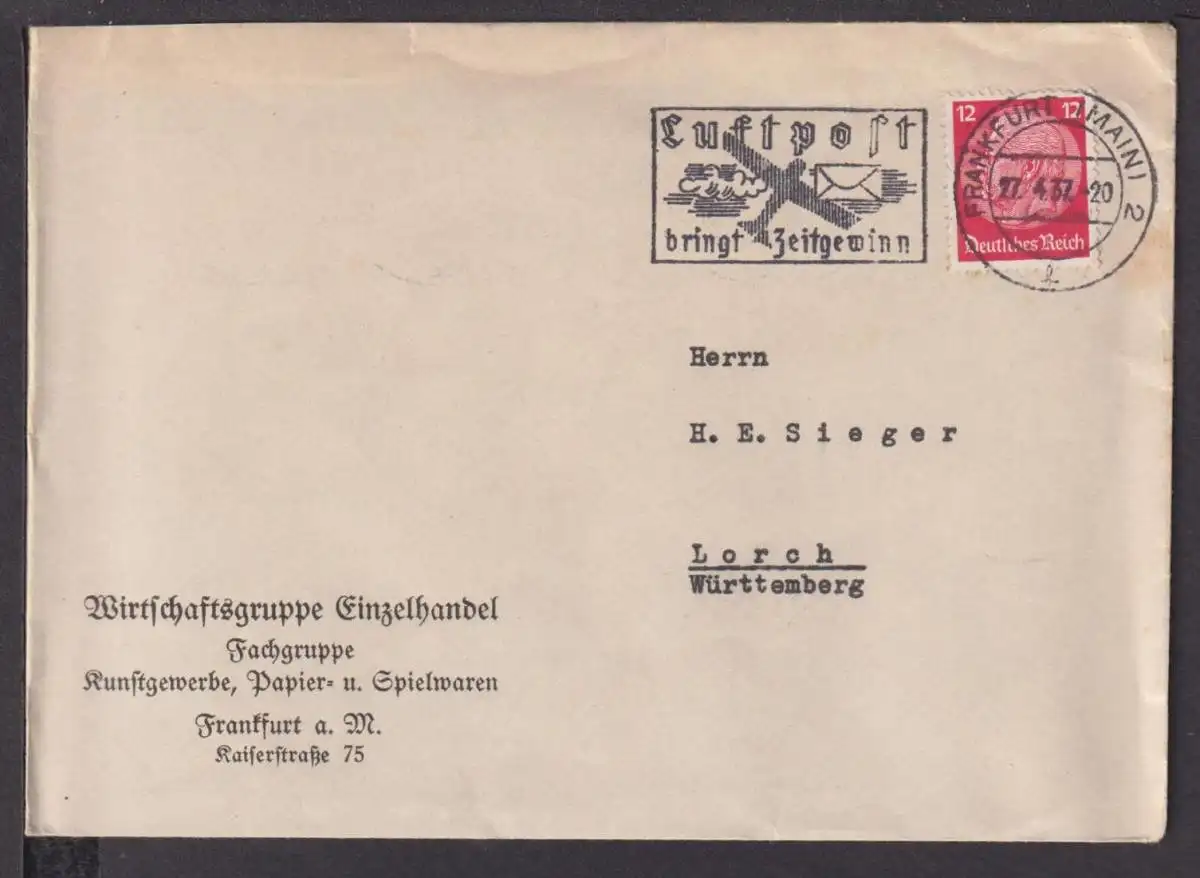 Luftpost
bringt Zeitgewinn
12 12
Deutsches Reich
FRANKFURT (MAIN) 2
27. 4.37.-20
Herrn
H. E. Sieger
Lorch
Württemberg
Wirtschaftsgruppe Einzelhandel
Fachgruppe
Kunstgewerbe, Papier- u. Spielwaren
Frankfurt a. M.
Kaiserstraße 75